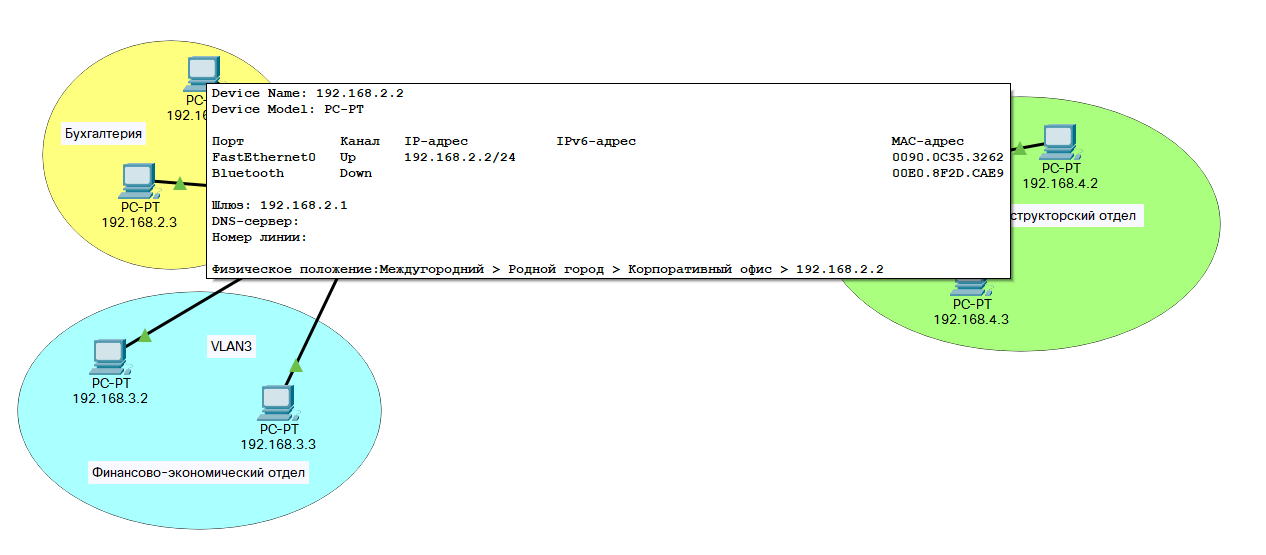 PC-
192.16
Device Name: 192.168.2.2
Device Model: PC-PT
Порт Канал IP-адрес IPv6-адрес MAC-адрес
FastEthernet0 Up 192.168.2.2/24 0090.0C35.3262
Bluetooth Down 00E0.8F2D.CAE9
Шлюз: 192.168.2.1
DNS-сервер:
Номер линии:
Физическое положение:Междугородний > Родной город > Корпоративный офис > 192.168.2.2
Бухгалтерия
PC-PT
192.168.2.3
PC-PT
192.168.4.2
структорский отдел
PC-PT
192.168.4.3
VLAN3
PC-PT
192.168.3.2
PC-PT
192.168.3.3
Финансово-экономический отдел